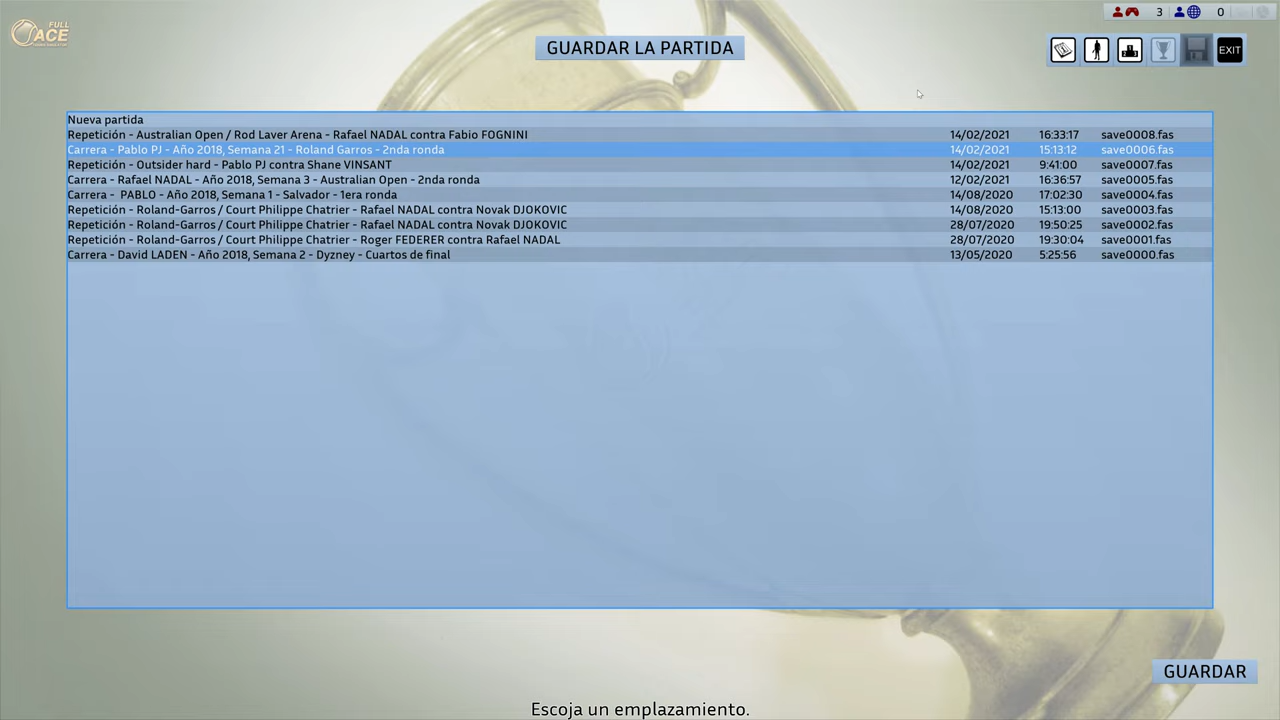 FULL
ACE
3
0
GUARDAR LA PARTIDA
EXIT
Nueva partida
Repetición - Australian Open / Rod Laver Arena - Rafael NADAL contra Fabio FOGNINI 14/02/2021 16:33:17 save0008.fas
Carrera - Pablo PJ - Año 2018, Semana 21 - Roland Garros - 2nda ronda 14/02/2021 15:13:12 save0006.fas
Repetición - Outsider hard - Pablo PJ contra Shane VINSANT 14/02/2021 9:41:00 save0007.fas
Carrera - Rafael NADAL - Año 2018, Semana 3 - Australian Open - 2nda ronda 12/02/2021 16:36:57 save0005.fas
Carrera -  PABLO - Año 2018, Semana 1 - Salvador - 1era ronda 14/08/2020 17:02:30 save0004.fas
Repetición - Roland-Garros / Court Philippe Chatrier - Rafael NADAL contra Novak DJOKOVIC 14/08/2020 15:13:00 save0003.fas
Repetición - Roland-Garros / Court Philippe Chatrier - Rafael NADAL contra Novak DJOKOVIC 28/07/2020 19:50:25 save0002.fas
Repetición - Roland-Garros / Court Philippe Chatrier - Roger FEDERER contra Rafael NADAL 28/07/2020 19:30:04 save0001.fas
Carrera - David LADEN - Año 2018, Semana 2 - Dyzney - Cuartos de final 13/05/2020 5:25:56 save0000.fas
GUARDAR
Escoja un emplazamiento.